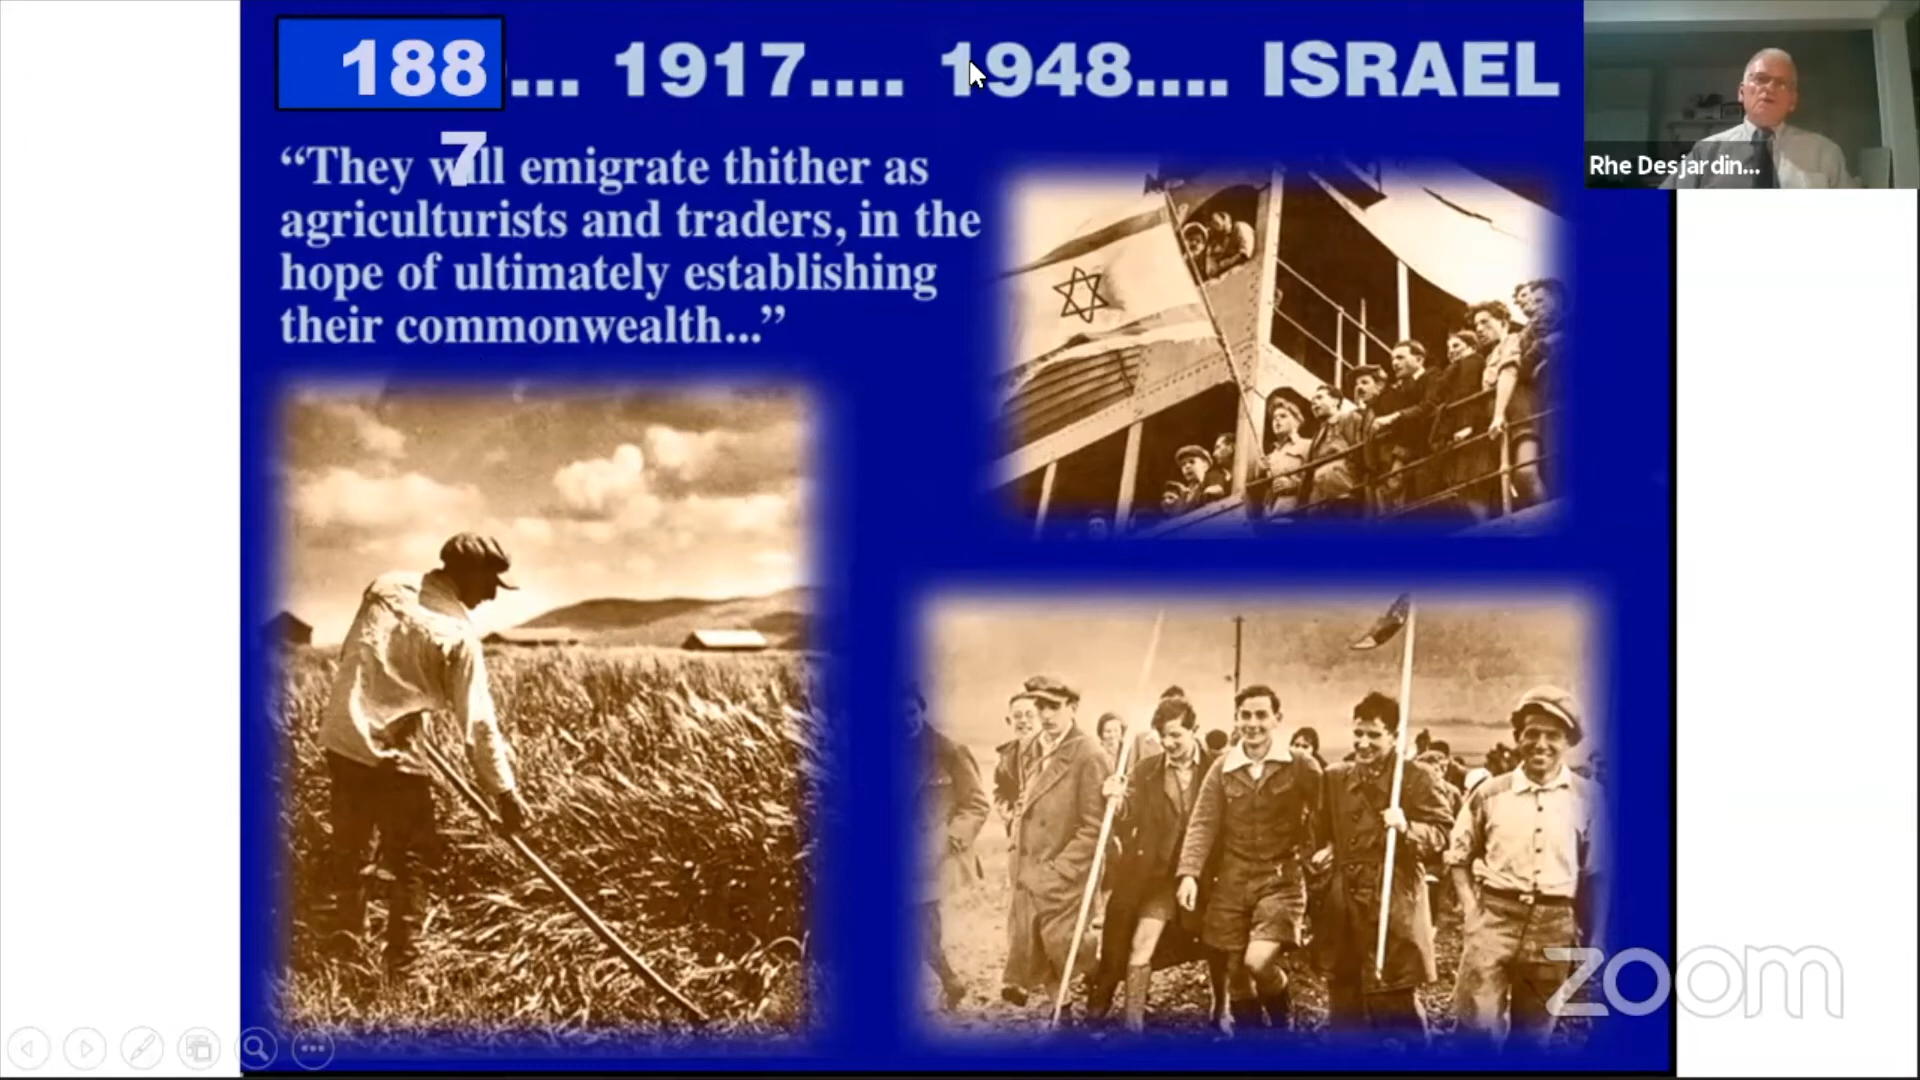 188... 1917.... 1948.... ISRAEL
7
“They will emigrate thither as
agriculturists and traders, in the
hope of ultimately establishing
their commonwealth...”
Rhe Desjardin...
zoom